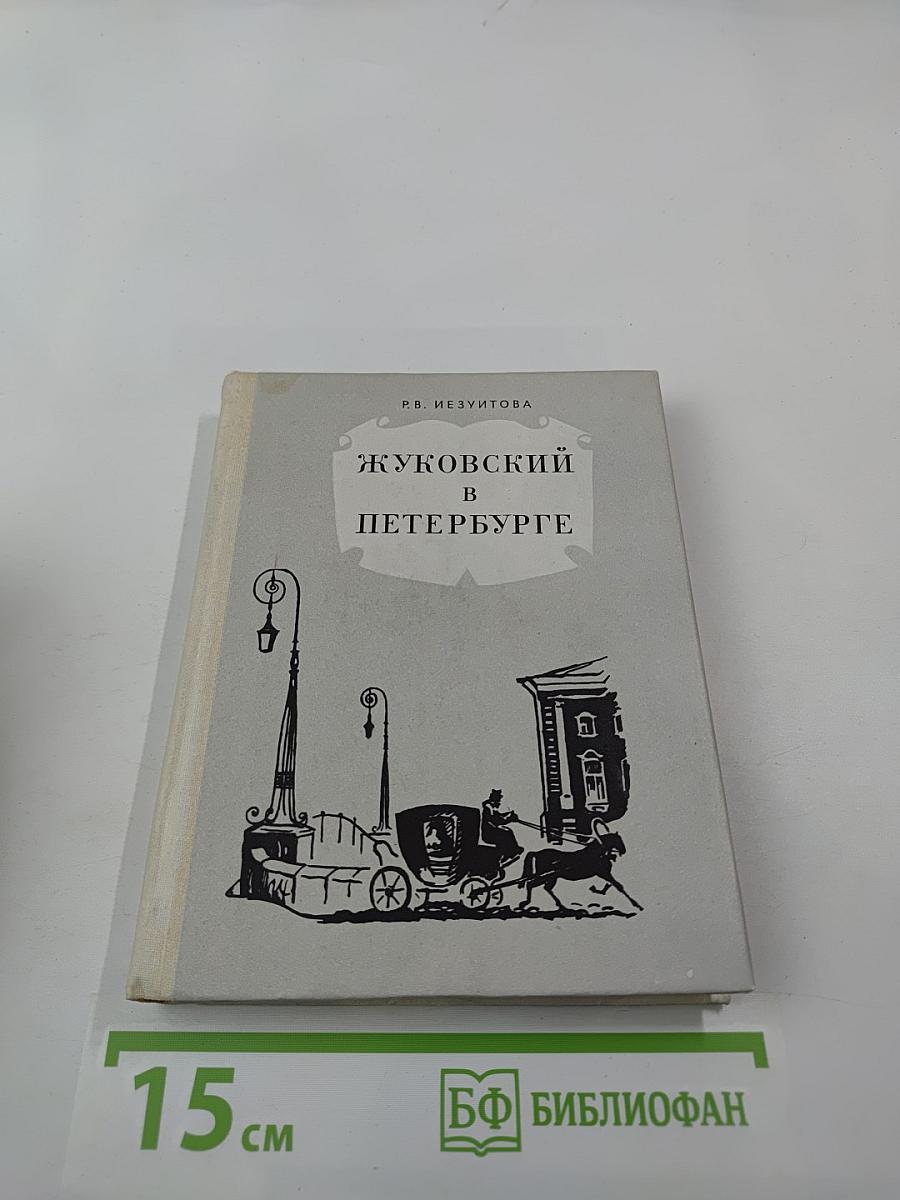 Р.В. ИЕЗУИТОВА
ЖУКОВСКИЙ
В
ПЕТЕРБУРГЕ
15 см
БФ БИБЛИОФАН